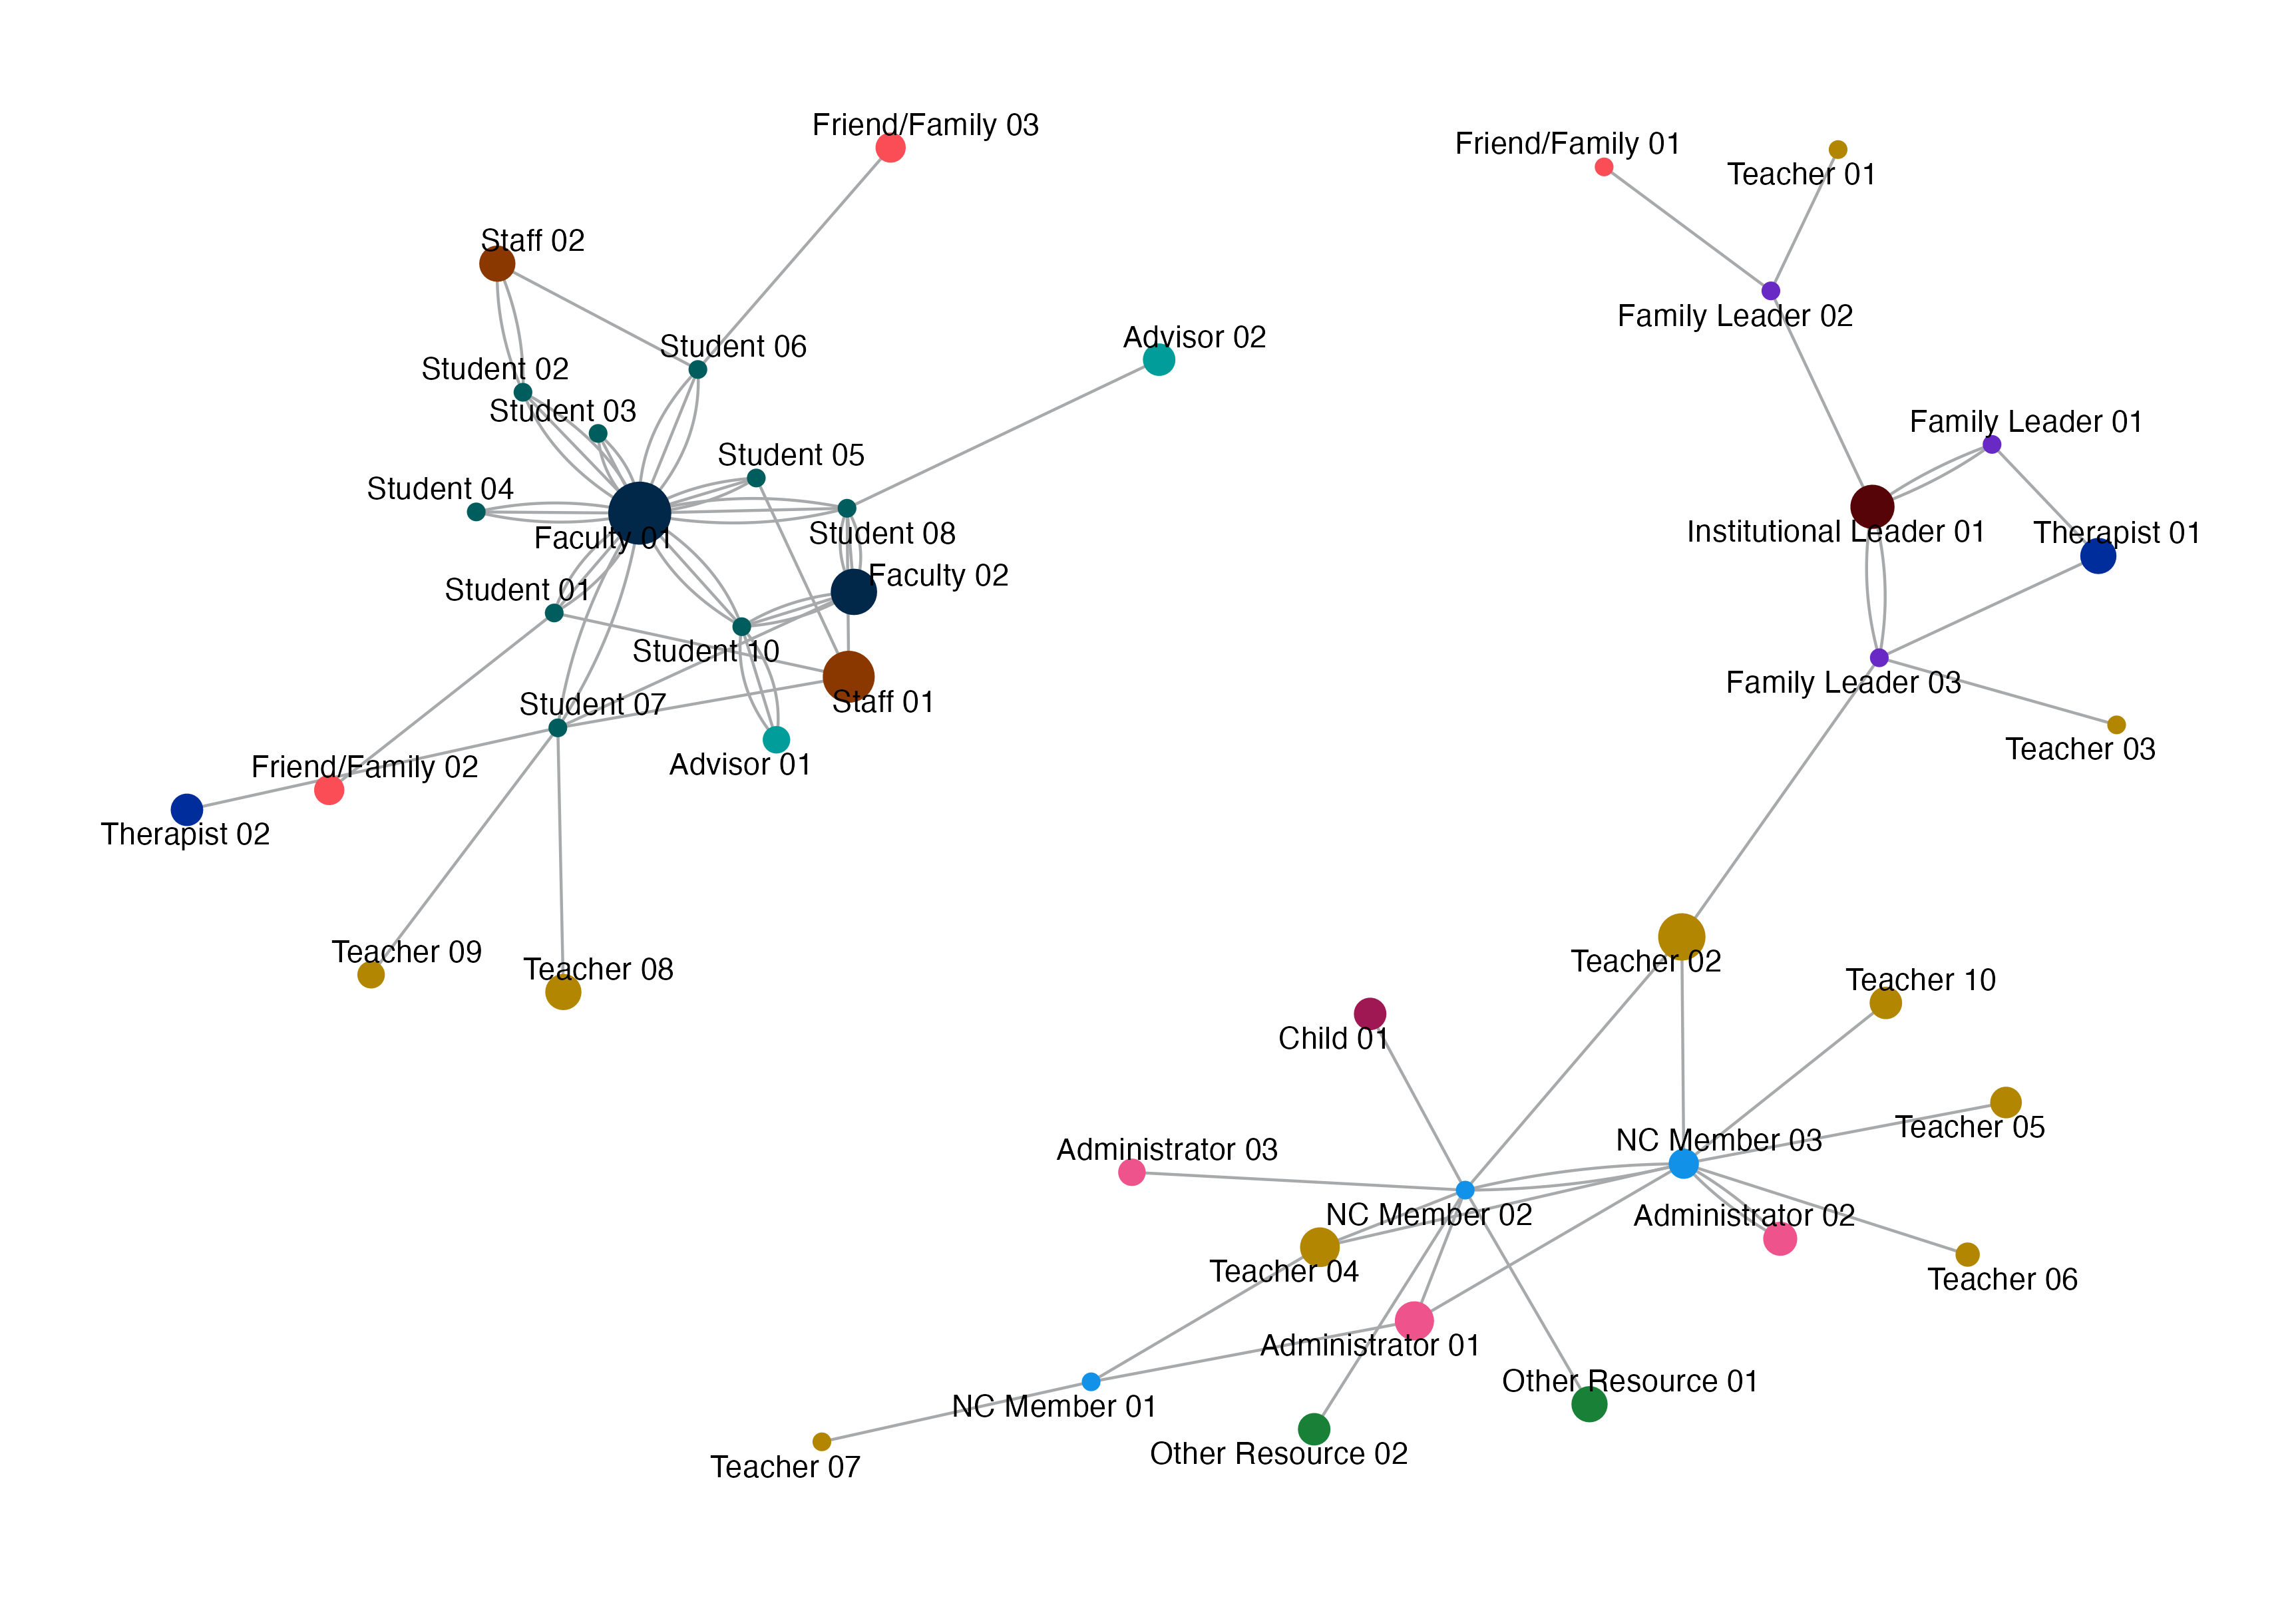 Friend/Family 03
Friend/Family 01
Teacher 01
Staff 02
Family Leader 02
Advisor 02
Student 06
Student 02
Student 03
Family Leader 01
Student 05
Student 04
Institutional Leader 01
Therapist 01
Student 08
Faculty 01
Faculty 02
Student 01
Student 10
Family Leader 03
Staff 01
Student 07
Teacher 03
Advisor 01
Friend/Family 02
Therapist 02
Teacher 09
Teacher 08
Teacher 02
Teacher 10
Child 01
Teacher 05
NC Member 03
Administrator 03
NC Member 02
Administrator 02
Teacher 04
Teacher 06
Administrator 01
Other Resource 01
NC Member 01
Other Resource 02
Teacher 07